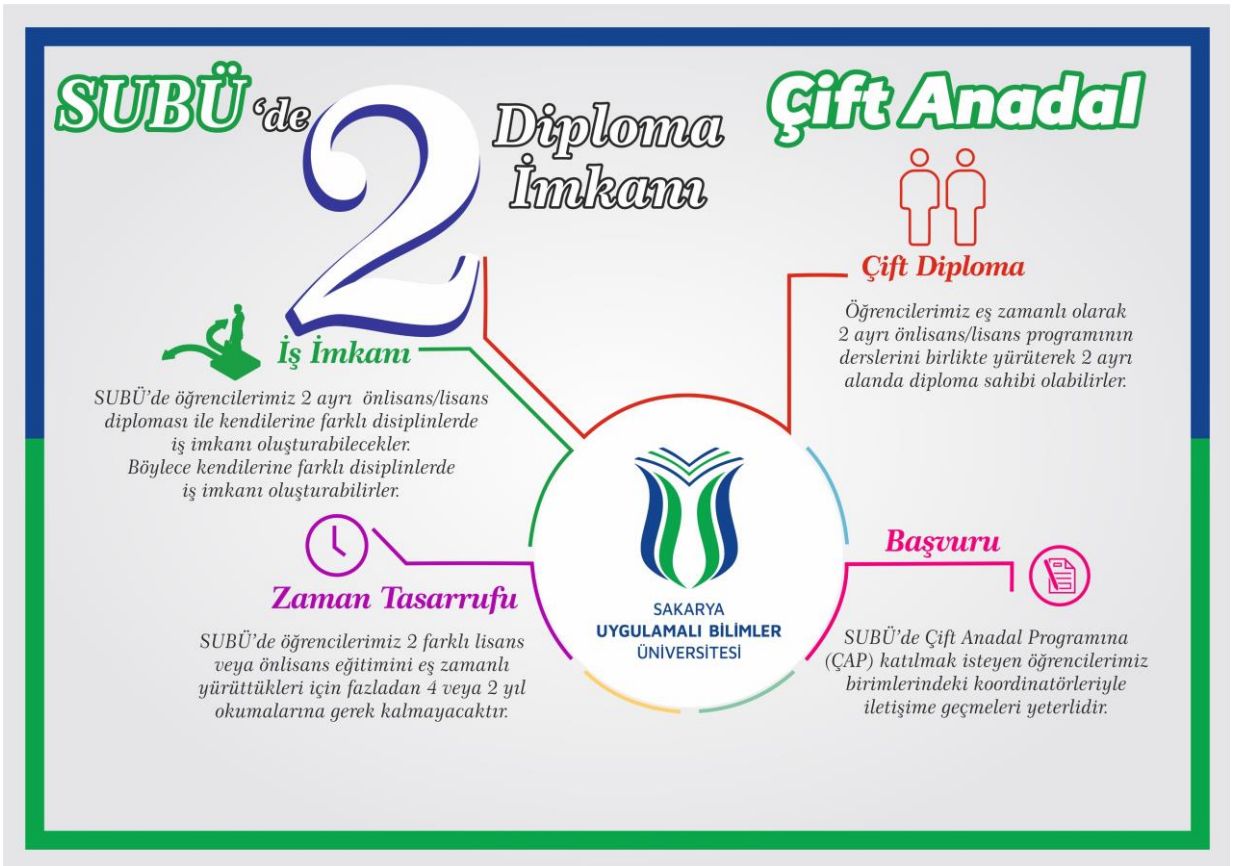 SUBÜ 'de 2 Diploma
İmkanı
Çift Anadal
Çift Diploma
Öğrencilerimiz eş zamanlı olarak
2 ayrı önlisans/lisans programının
derslerini birlikte yürüterek 2 ayrı
alanda diploma sahibi olabilirler.
İş İmkanı
SUBÜ'de öğrencilerimiz 2 ayrı önlisans/lisans
diploması ile kendilerine farklı disiplinlerde
iş imkanı oluşturabilecekler.
Böylece kendilerine farklı disiplinlerde
iş imkanı oluşturabilirler.
Zaman Tasarrufu
SUBÜ'de öğrencilerimiz 2 farklı lisans
veya önlisans eğitimini eş zamanlı
yürüttükleri için fazladan 4 veya 2 yıl
okumalarına gerek kalmayacaktır.
SAKARYA
UYGULAMALI BİLİMLER
ÜNİVERSİTESİ
Başvuru
SUBÜ'de Çift Anadal Programına
(ÇAP) katılmak isteyen öğrencilerimiz
birimlerindeki koordinatörleriyle
iletişime geçmeleri yeterlidir.